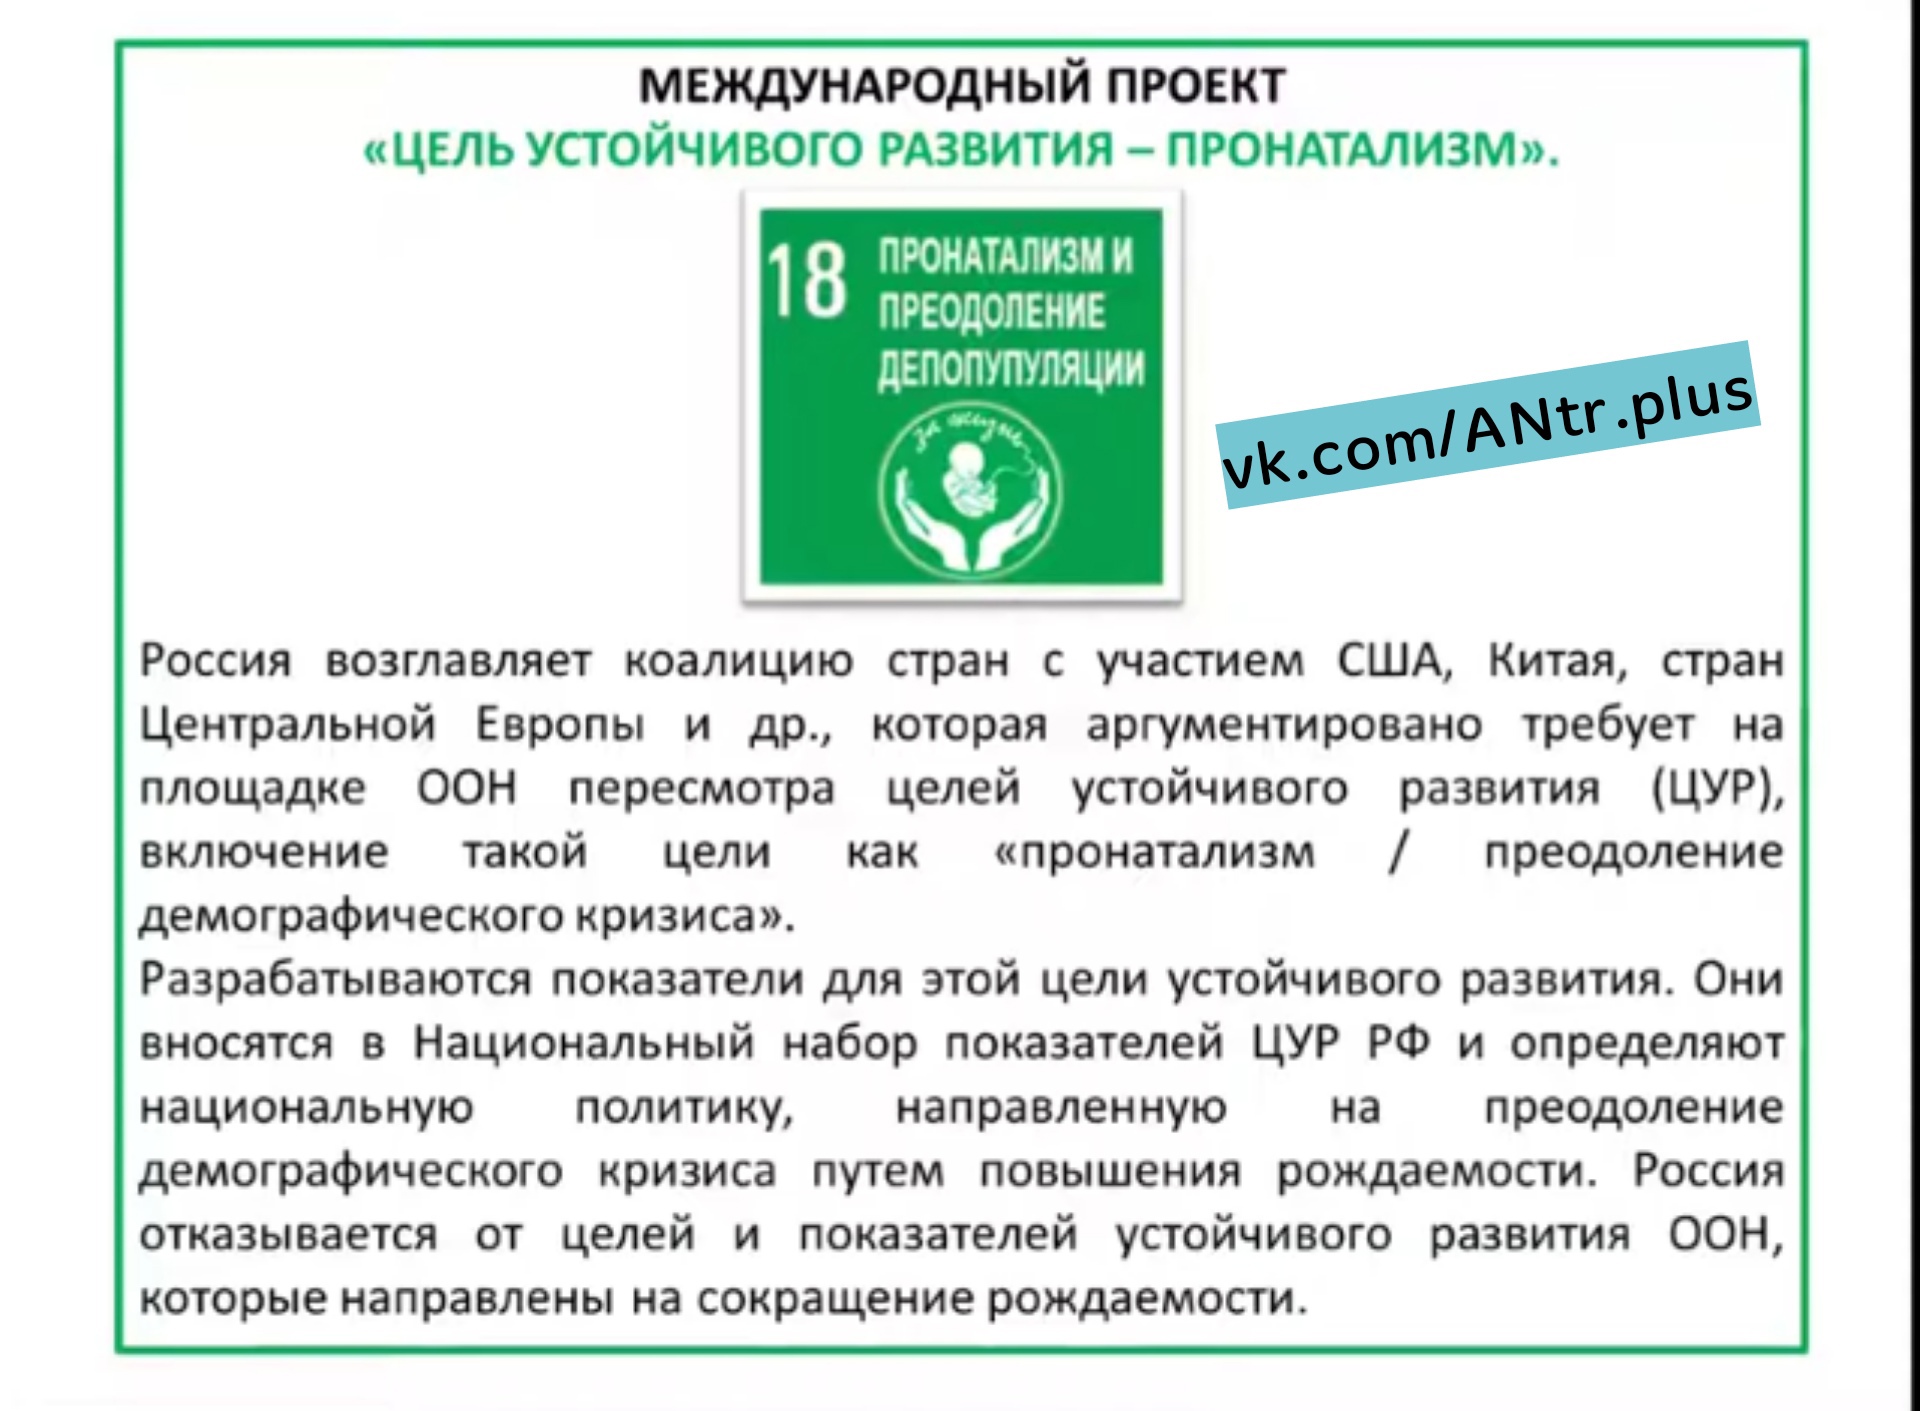 МЕЖДУНАРОДНЫЙ ПРОЕКТ
«ЦЕЛЬ УСТОЙЧИВОГО РАЗВИТИЯ – ПРОНАТАЛИЗМ».
18 ПРОНАТАЛИЗМ И
ПРЕОДОЛЕНИЕ
ДЕПОПУПУЛЯЦИИ
За жизнь
vk.com/ANtr.plus
Россия возглавляет коалицию стран с участием США, Китая, стран
Центральной Европы и др., которая аргументировано требует на
площадке ООН пересмотра целей устойчивого развития (ЦУР),
включение такой цели как «пронатализм / преодоление
демографического кризиса».
Разрабатываются показатели для этой цели устойчивого развития. Они
вносятся в Национальный набор показателей ЦУР РФ и определяют
национальную политику, направленную на преодоление
демографического кризиса путем повышения рождаемости. Россия
отказывается от целей и показателей устойчивого развития ООН,
которые направлены на сокращение рождаемости.